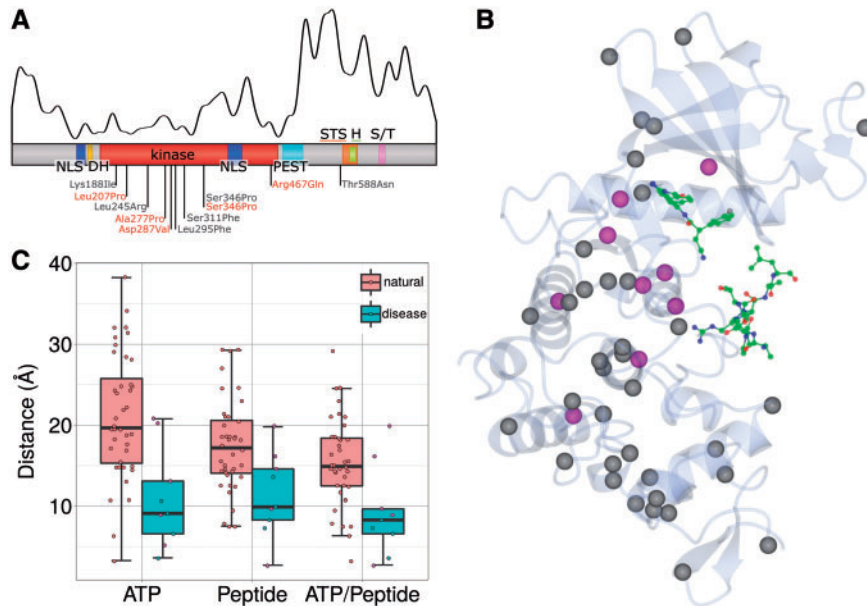 A
B
STS H S/T
kinase
NLS DH NLS PEST
Lys188Ile
Leu207Pro
Leu245Arg
Ala277Pro
Asp287Val
Ser346Pro
Ser346Pro
Ser311Phe
Leu295Phe
Arg467Gln
Thr588Asn
C
40
30
20
10
Distance (Å)
natural
disease
ATP Peptide ATP/Peptide